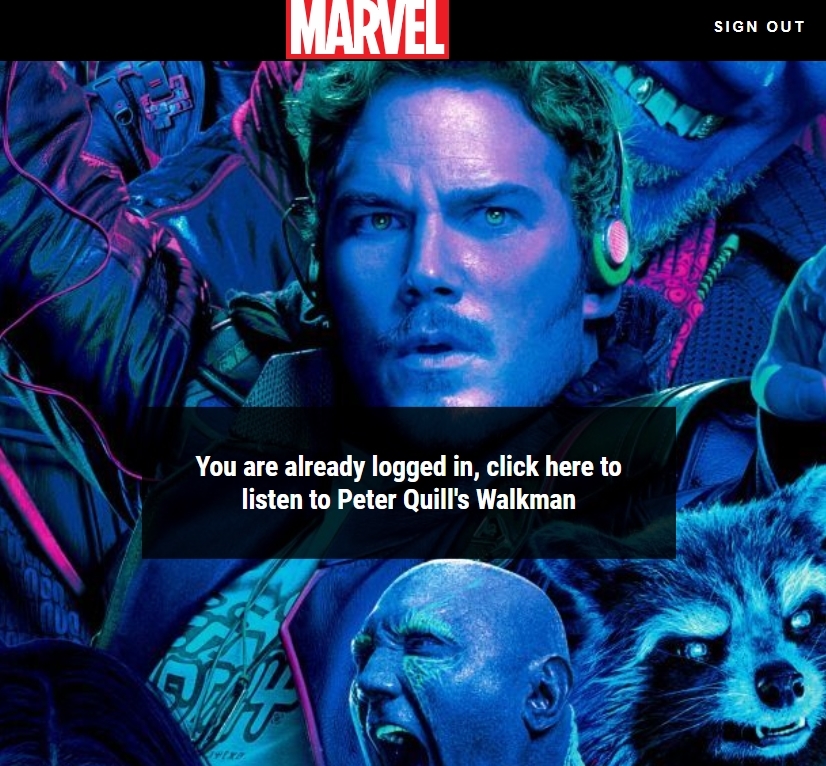 MARVEL
SIGN OUT
You are already logged in, click here to
listen to Peter Quill's Walkman